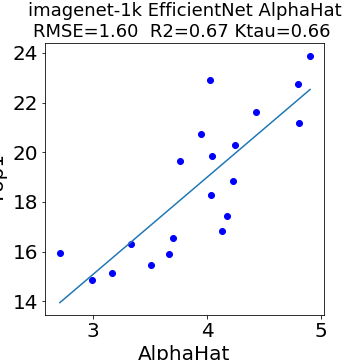 imagenet-1k EfficientNet AlphaHat
RMSE=1.60 R2=0.67 Ktau=0.66
24
22
20
18
16
14
3 4 5
AlphaHat